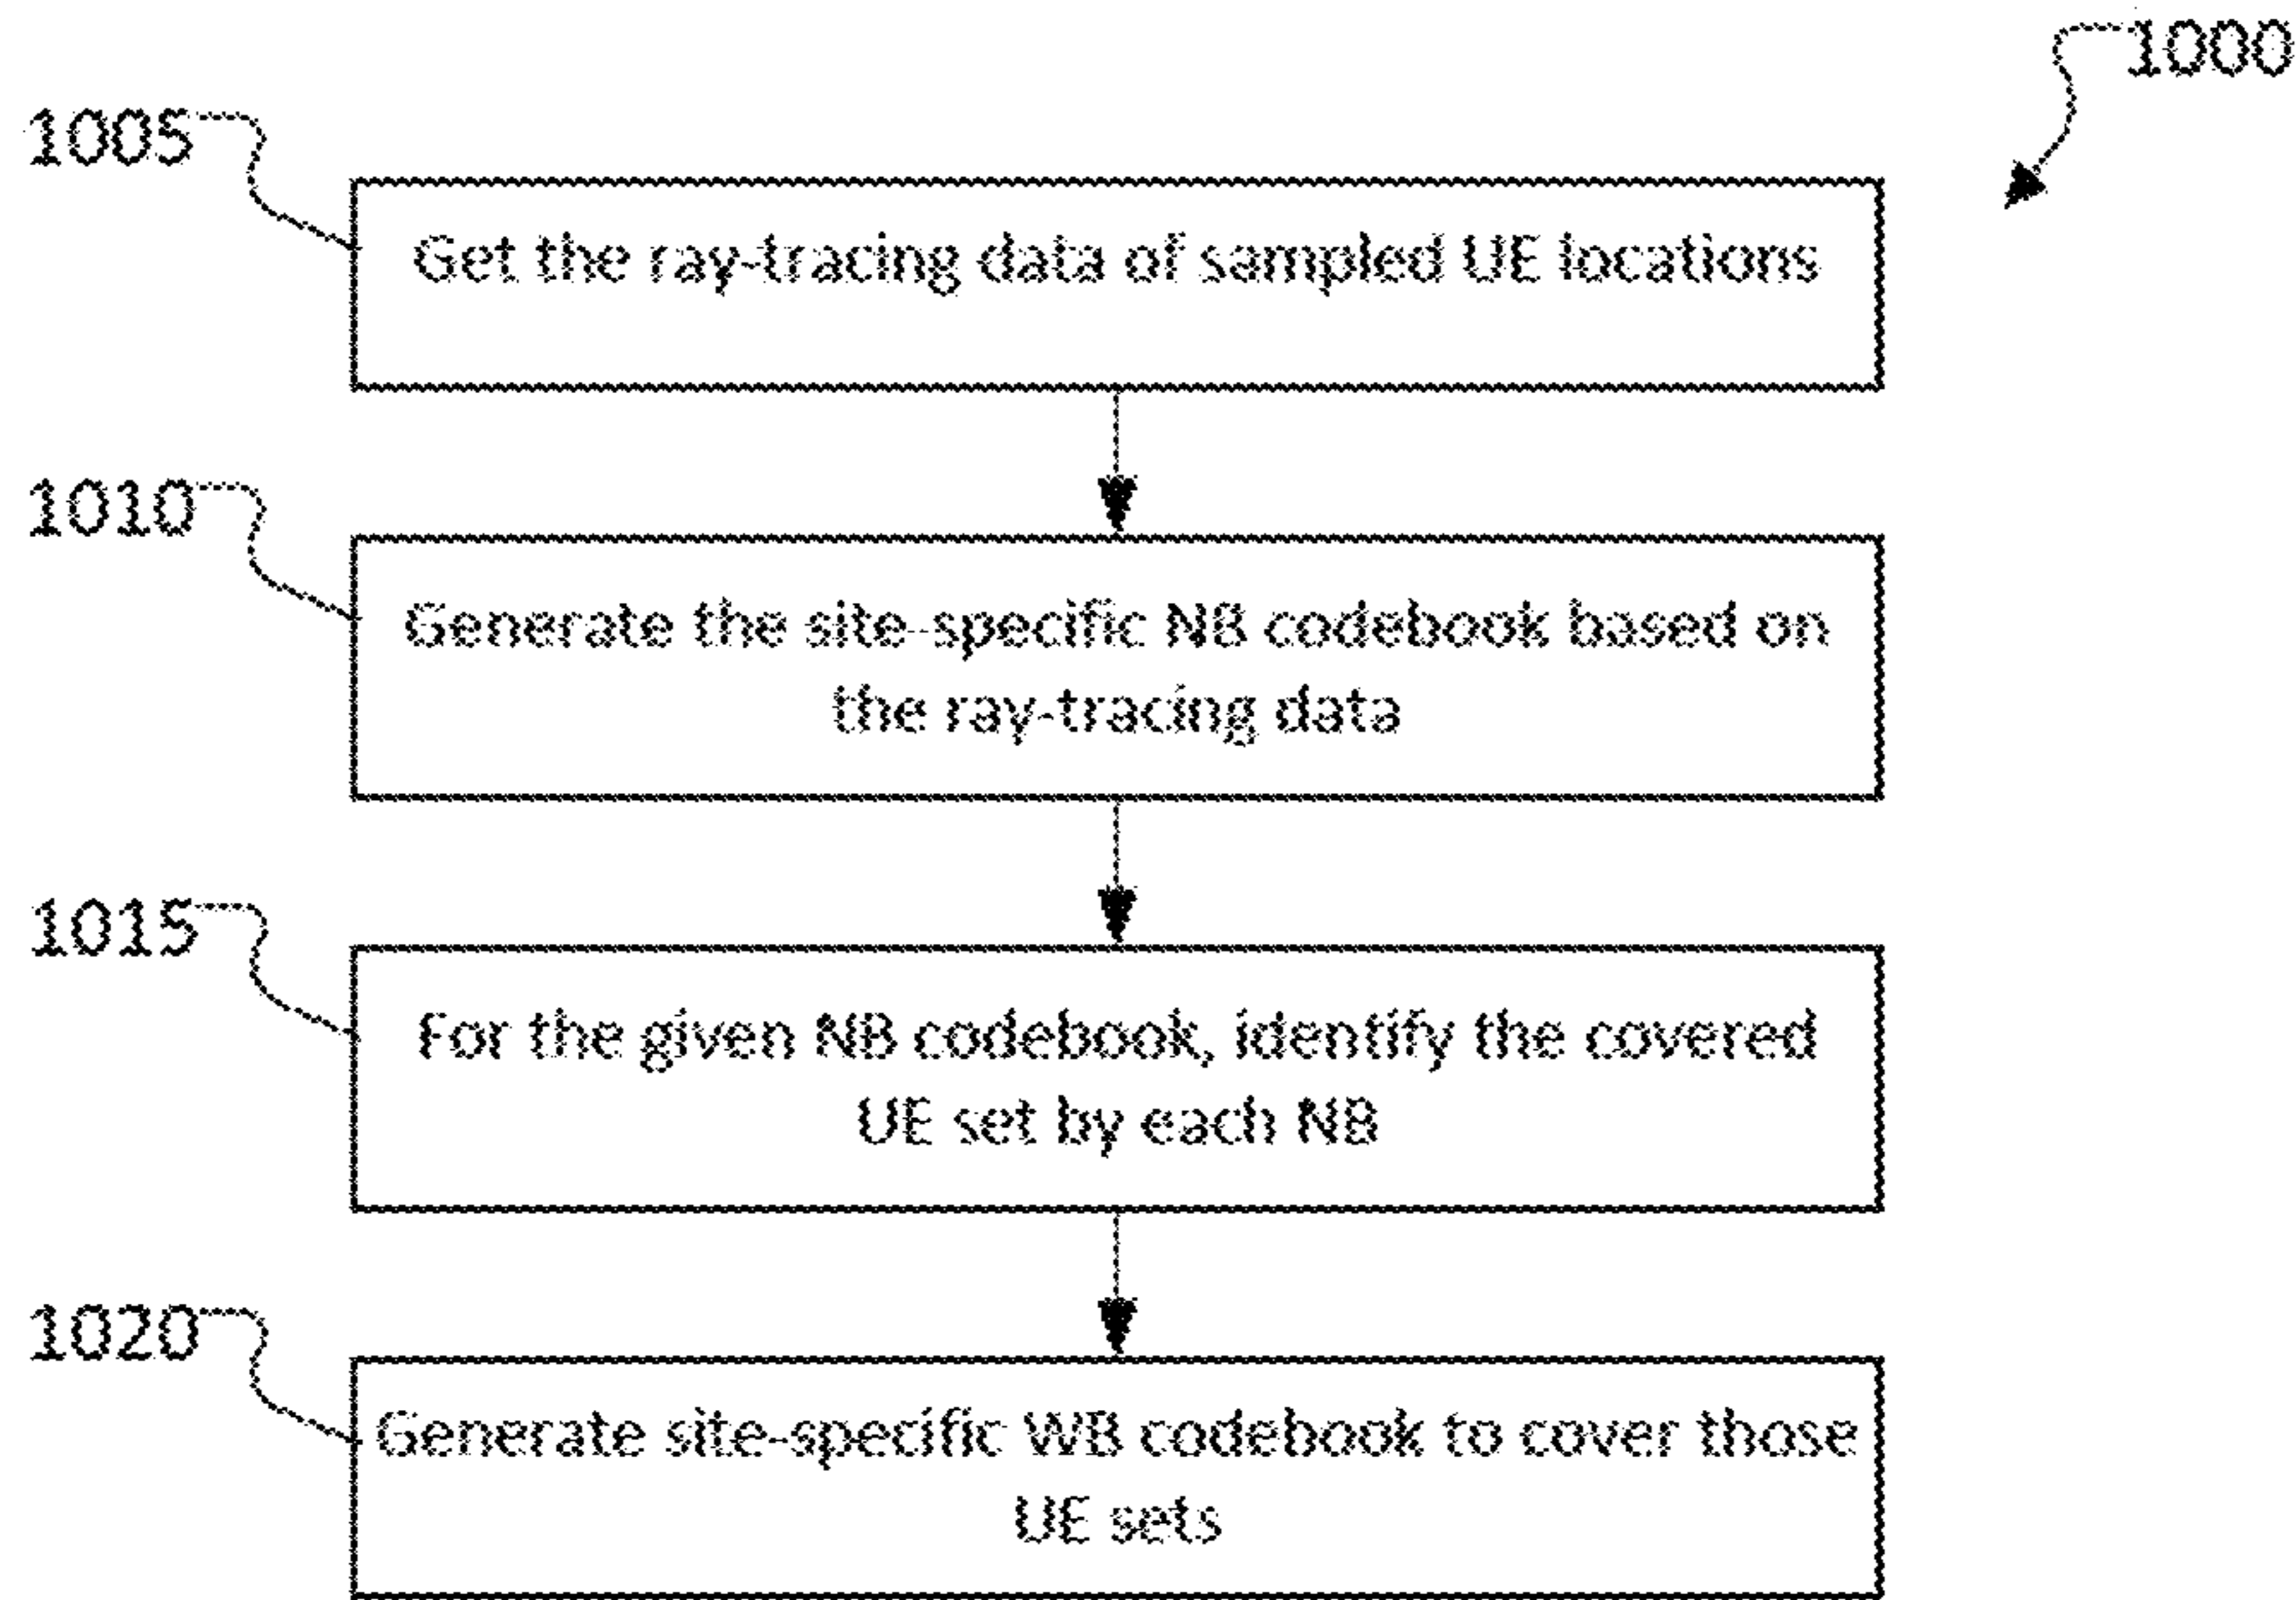 1000
1005
Get the ray-tracing data of sampled UE locations
1010
Generate the site-specific NB codebook based on
the ray-tracing data
1015
For the given NB codebook, identify the covered
UE set by each NB
1020
Generate site-specific WB codebook to cover those
UE sets